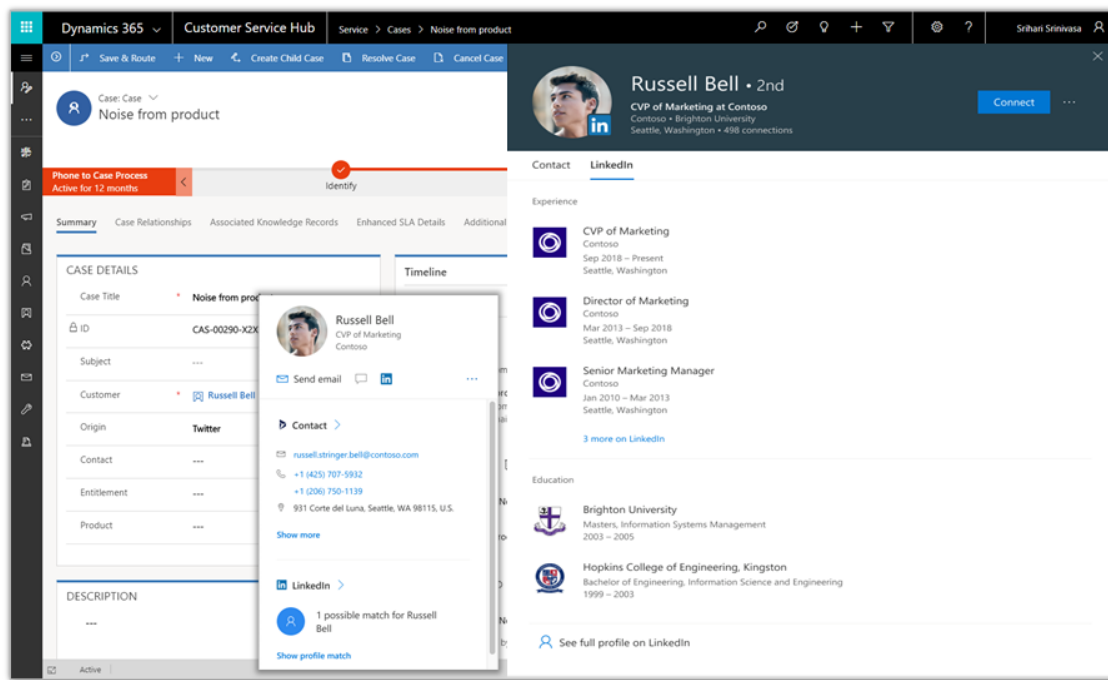 Dynamics 365
Customer Service Hub
Service > Cases > Noise from product
Srihari Srinivasa
Save & Route
New
Create Child Case
Resolve Case
Cancel Case
Case: Case
Noise from product
Phone to Case Process
Active for 12 months
Identify
Summary
Case Relationships
Associated Knowledge Records
Enhanced SLA Details
Additional
CASE DETAILS
Case Title * Noise from product
ID CAS-00290-X2X
Subject ---
Customer * Russell Bell
Origin Twitter
Contact ---
Entitlement ---
Product ---
DESCRIPTION
---
Active
Timeline
Russell Bell
CVP of Marketing
Contoso
Send email
in
...
Contact >
russell.stringer.bell@contoso.com
+1 (425) 707-5932
+1 (206) 750-1139
931 Corte del Luna, Seattle, WA 98115, U.S.
Show more
in LinkedIn >
1 possible match for Russell
Bell
Show profile match
Russell Bell • 2nd
CVP of Marketing at Contoso
Contoso • Brighton University
Seattle, Washington • 498 connections
in
Connect
...
Contact
LinkedIn
Experience
CVP of Marketing
Contoso
Sep 2018 – Present
Seattle, Washington
Director of Marketing
Contoso
Mar 2013 – Sep 2018
Seattle, Washington
Senior Marketing Manager
Contoso
Jan 2010 – Mar 2013
Seattle, Washington
3 more on LinkedIn
Education
Brighton University
Masters, Information Systems Management
2003 – 2005
Hopkins College of Engineering, Kingston
Bachelor of Engineering, Information Science and Engineering
1999 – 2003
See full profile on LinkedIn